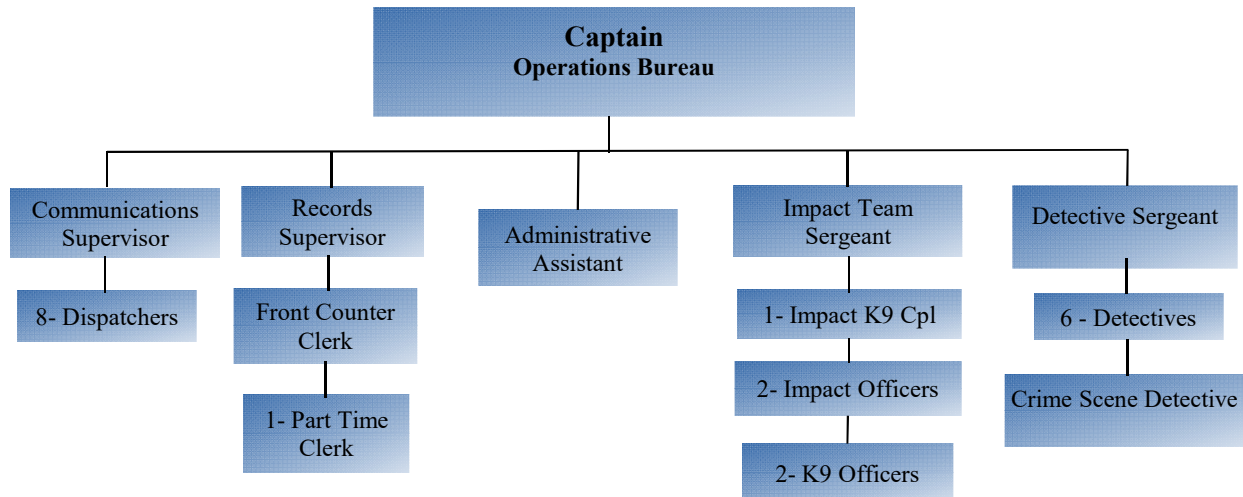 Captain
Operations Bureau
Communications
Supervisor
8- Dispatchers
Records
Supervisor
Front Counter
Clerk
1- Part Time
Clerk
Administrative
Assistant
Impact Team
Sergeant
1- Impact K9 Cpl
2- Impact Officers
2- K9 Officers
Detective Sergeant
6 - Detectives
Crime Scene Detective